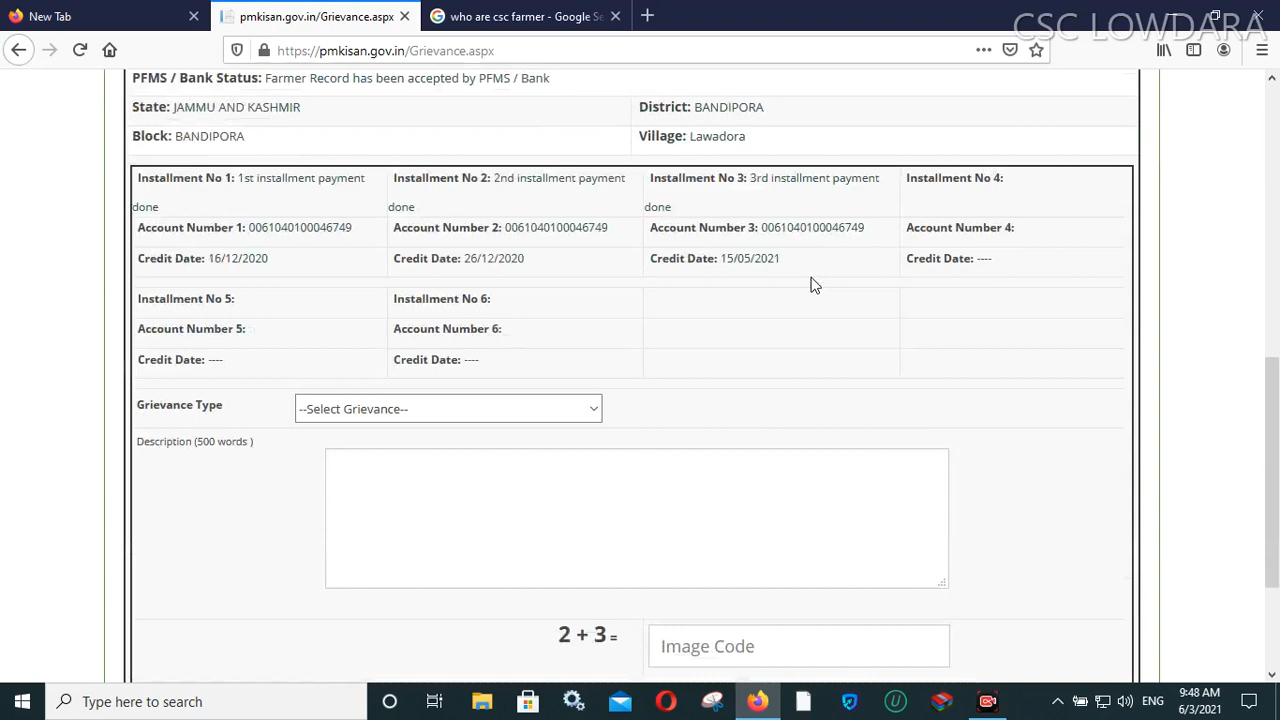 New Tab
pmkisan.gov.in/Grievance.aspx
who are csc farmer - Google Se
CSC LOWDARA
https://pmkisan.gov.in/Grievance.aspx
PFMS / Bank Status: Farmer Record has been accepted by PFMS / Bank
State: JAMMU AND KASHMIR
District: BANDIPORA
Block: BANDIPORA
Village: Lawadora
Installment No 1: 1st installment payment done
Installment No 2: 2nd installment payment done
Installment No 3: 3rd installment payment done
Installment No 4:
Account Number 1: 0061040100046749
Account Number 2: 0061040100046749
Account Number 3: 0061040100046749
Account Number 4:
Credit Date: 16/12/2020
Credit Date: 26/12/2020
Credit Date: 15/05/2021
Credit Date: ----
Installment No 5:
Installment No 6:
Account Number 5:
Account Number 6:
Credit Date: ----
Credit Date: ----
Grievance Type
--Select Grievance--
Description (500 words )
2 + 3 =
Image Code
Type here to search
ENG
9:48 AM
6/3/2021